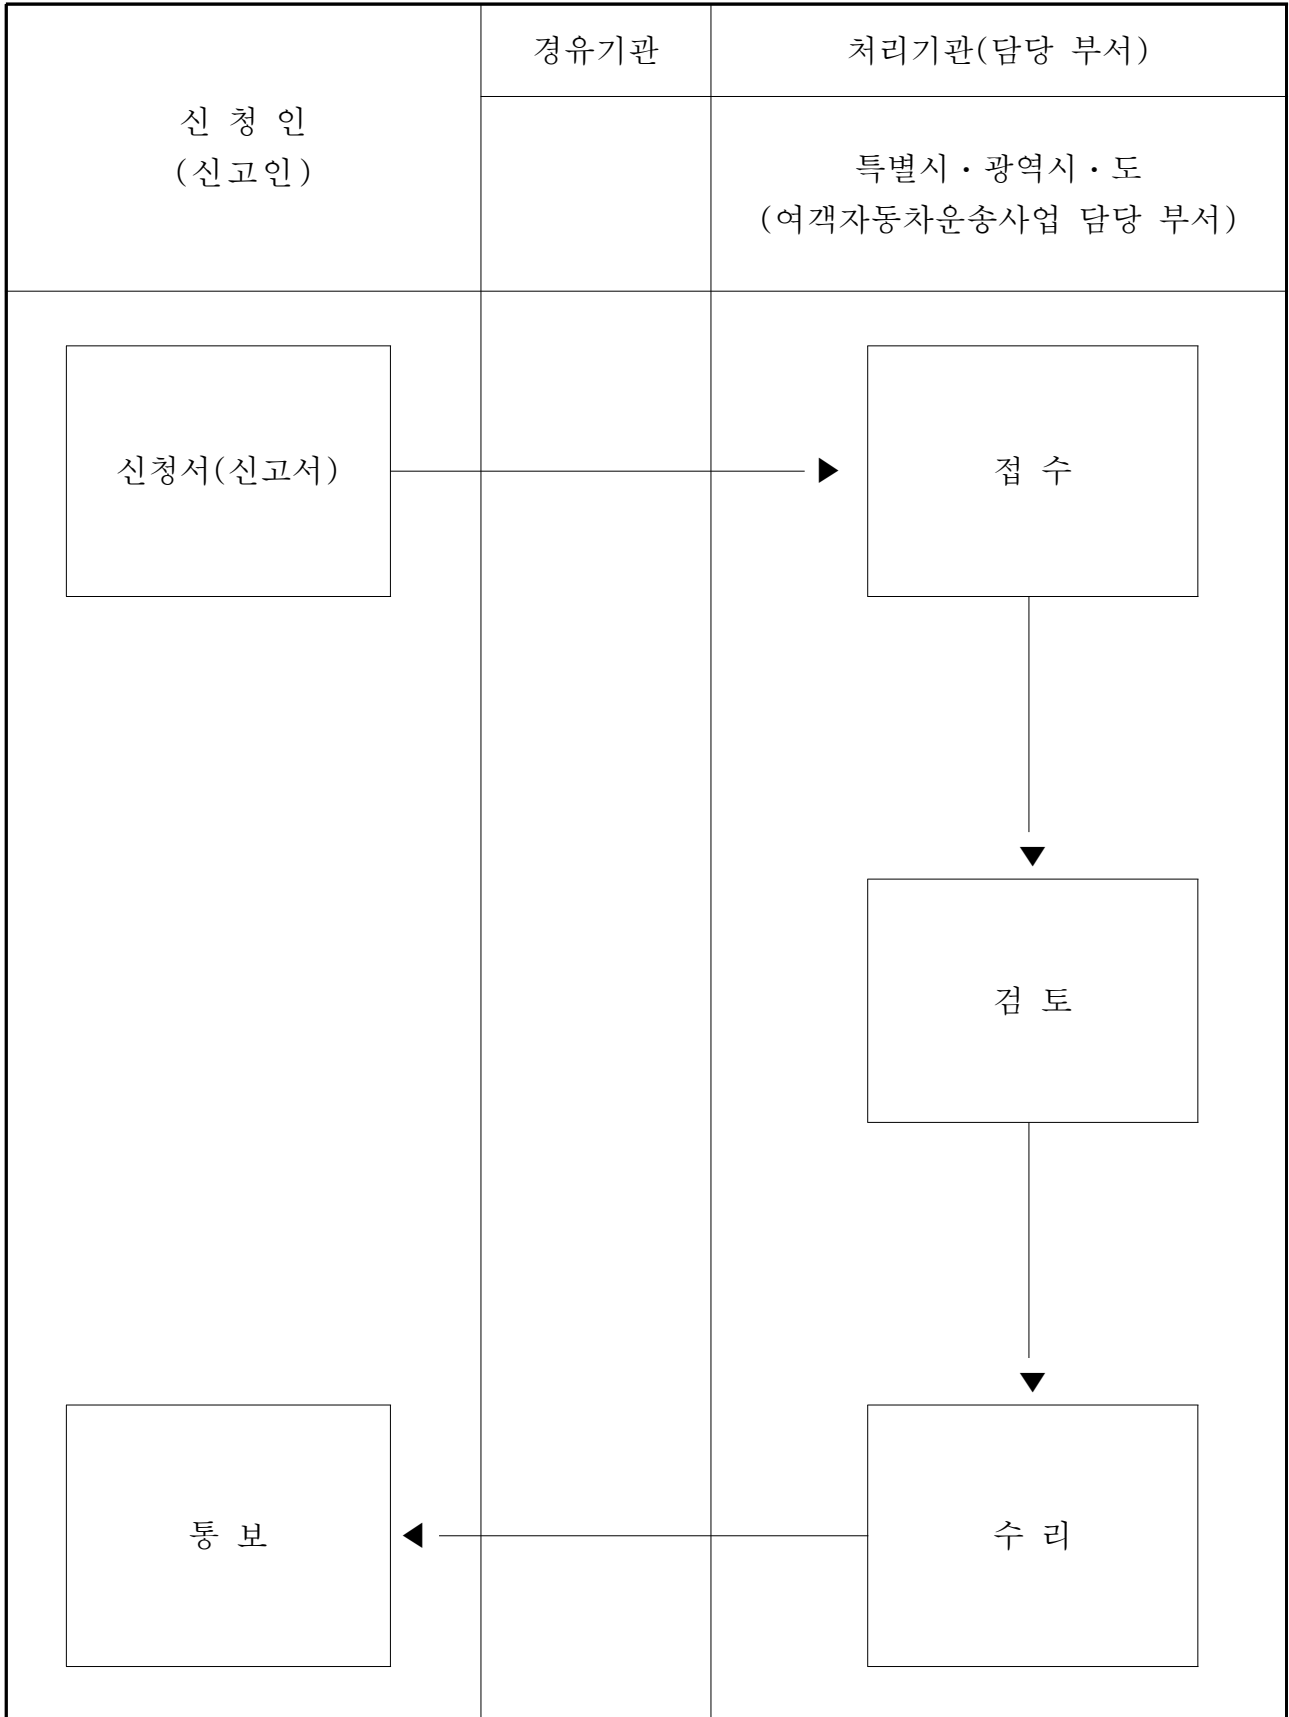 경유기관
처리기관(담당 부서)
신 청 인
(신고인)
특별시·광역시·도
(여객자동차운송사업 담당 부서)
신청서(신고서)
접 수
검 토
통 보
수 리